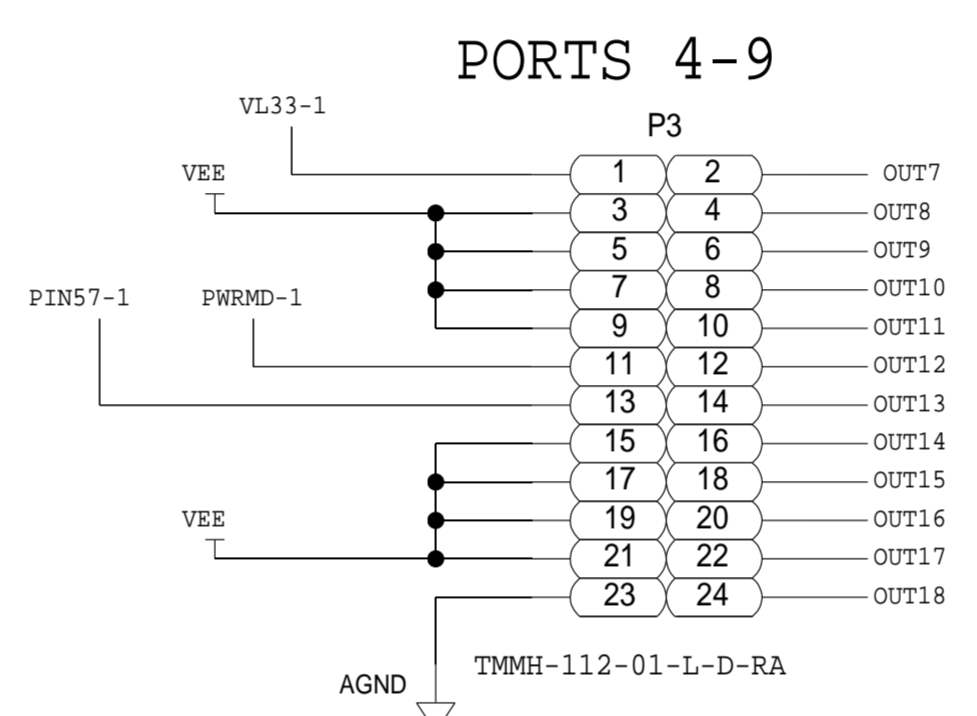 PORTS 4-9
VL33-1
P3
VEE
1 2 OUT7
3 4 OUT8
5 6 OUT9
PIN57-1 PWRMD-1 7 8 OUT10
9 10 OUT11
11 12 OUT12
13 14 OUT13
15 16 OUT14
17 18 OUT15
VEE 19 20 OUT16
21 22 OUT17
23 24 OUT18
TMMH-112-01-L-D-RA
AGND